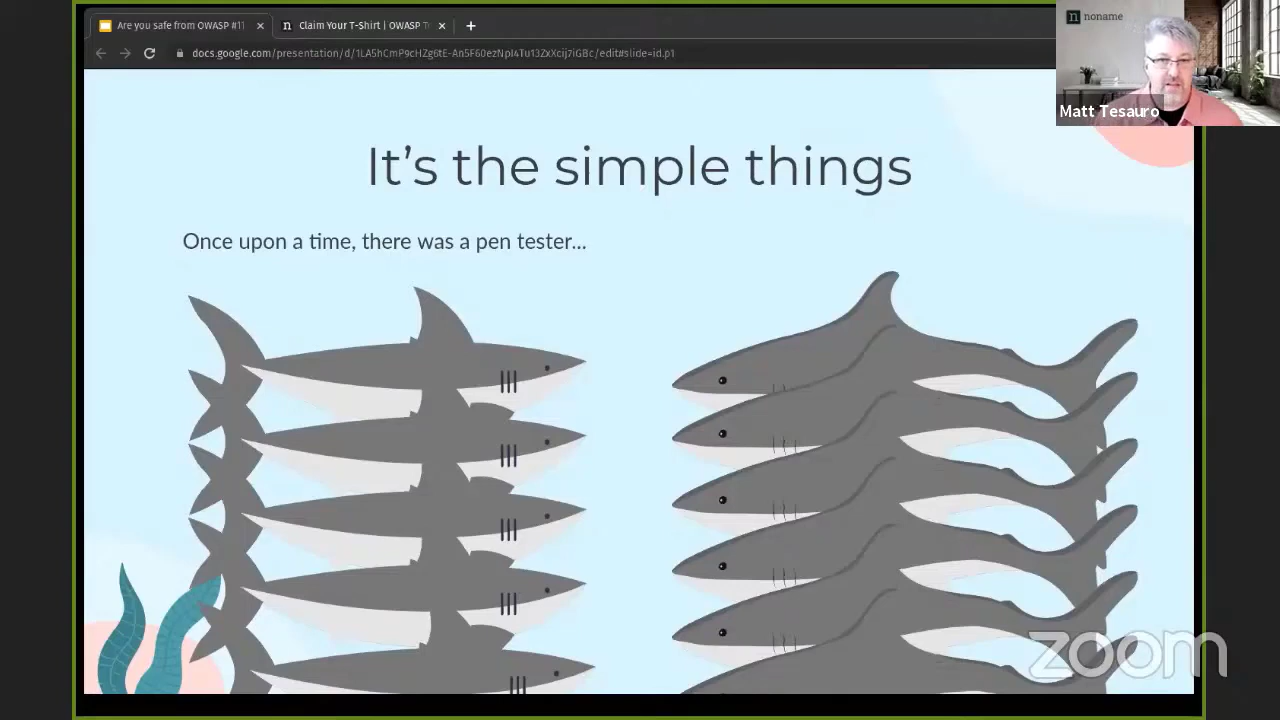 Are you safe from OWASP #11
Claim Your T-Shirt | OWASP T
docs.google.com/presentation/d/1LA5hCmP9cHZg6tE-An5F60ezNpIATu13ZxXcij7iGBc/edit#slide=id.p1
n noname
Matt Tesauro
It's the simple things
Once upon a time, there was a pen tester...
zoom